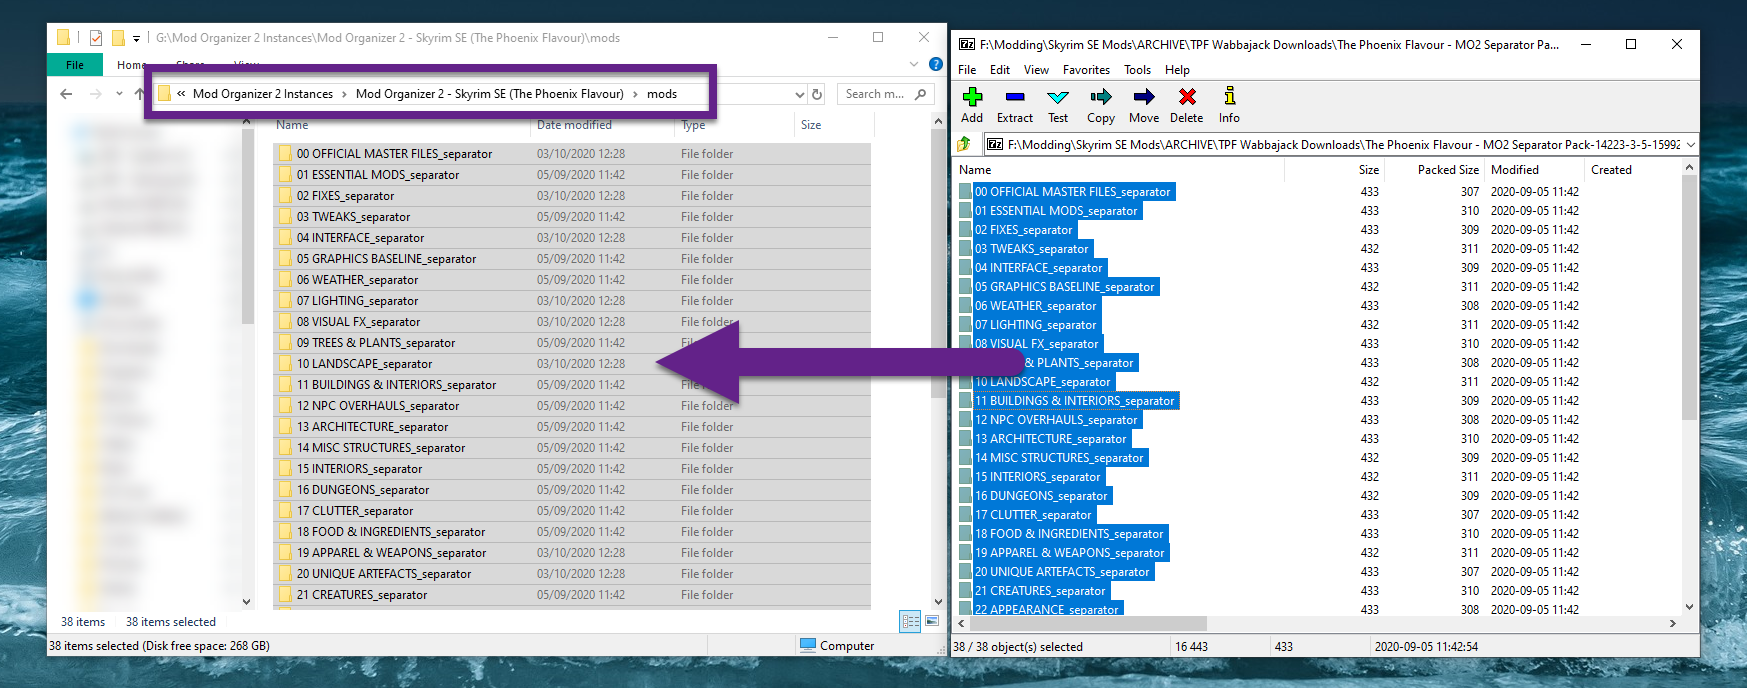 G:\Mod Organizer 2 Instances\Mod Organizer 2 - Skyrim SE (The Phoenix Flavour)\mods
File Home Share View
« Mod Organizer 2 Instances › Mod Organizer 2 - Skyrim SE (The Phoenix Flavour) › mods
Search m...
Name Date modified Type Size
00 OFFICIAL MASTER FILES_separator 03/10/2020 12:28 File folder
01 ESSENTIAL MODS_separator 05/09/2020 11:42 File folder
02 FIXES_separator 03/10/2020 12:28 File folder
03 TWEAKS_separator 05/09/2020 11:42 File folder
04 INTERFACE_separator 03/10/2020 12:28 File folder
05 GRAPHICS BASELINE_separator 05/09/2020 11:42 File folder
06 WEATHER_separator 05/09/2020 11:42 File folder
07 LIGHTING_separator 03/10/2020 12:28 File folder
08 VISUAL FX_separator 03/10/2020 12:28 File folder
09 TREES & PLANTS_separator 05/09/2020 11:42 File folder
10 LANDSCAPE_separator 03/10/2020 12:28
11 BUILDINGS & INTERIORS_separator 05/09/2020 11:42 File folder
12 NPC OVERHAULS_separator 05/09/2020 11:42 File folder
13 ARCHITECTURE_separator 05/09/2020 11:42 File folder
14 MISC STRUCTURES_separator 05/09/2020 11:42 File folder
15 INTERIORS_separator 05/09/2020 11:42 File folder
16 DUNGEONS_separator 05/09/2020 11:42 File folder
17 CLUTTER_separator 05/09/2020 11:42 File folder
18 FOOD & INGREDIENTS_separator 05/09/2020 11:42 File folder
19 APPAREL & WEAPONS_separator 03/10/2020 12:28 File folder
20 UNIQUE ARTEFACTS_separator 03/10/2020 12:28 File folder
21 CREATURES_separator 05/09/2020 11:42 File folder
38 items 38 items selected
38 items selected (Disk free space: 268 GB) Computer
7z F:\Modding\Skyrim SE Mods\ARCHIVE\TPF Wabbajack Downloads\The Phoenix Flavour - MO2 Separator Pa...
File Edit View Favorites Tools Help
Add Extract Test Copy Move Delete Info
7z F:\Modding\Skyrim SE Mods\ARCHIVE\TPF Wabbajack Downloads\The Phoenix Flavour - MO2 Separator Pack-14223-3-5-15992
Name Size Packed Size Modified Created
00 OFFICIAL MASTER FILES_separator 433 307 2020-09-05 11:42
01 ESSENTIAL MODS_separator 433 310 2020-09-05 11:42
02 FIXES_separator 433 309 2020-09-05 11:42
03 TWEAKS_separator 432 311 2020-09-05 11:42
04 INTERFACE_separator 433 309 2020-09-05 11:42
05 GRAPHICS BASELINE_separator 432 311 2020-09-05 11:42
06 WEATHER_separator 433 308 2020-09-05 11:42
07 LIGHTING_separator 432 311 2020-09-05 11:42
08 VISUAL FX_separator 433 310 2020-09-05 11:42
& PLANTS_separator 433 308 2020-09-05 11:42
10 LANDSCAPE_separator 432 311 2020-09-05 11:42
11 BUILDINGS & INTERIORS_separator 433 309 2020-09-05 11:42
12 NPC OVERHAULS_separator 433 308 2020-09-05 11:42
13 ARCHITECTURE_separator 433 310 2020-09-05 11:42
14 MISC STRUCTURES_separator 432 309 2020-09-05 11:42
15 INTERIORS_separator 432 311 2020-09-05 11:42
16 DUNGEONS_separator 432 309 2020-09-05 11:42
17 CLUTTER_separator 433 307 2020-09-05 11:42
18 FOOD & INGREDIENTS_separator 433 310 2020-09-05 11:42
19 APPAREL & WEAPONS_separator 432 311 2020-09-05 11:42
20 UNIQUE ARTEFACTS_separator 433 307 2020-09-05 11:42
21 CREATURES_separator 433 310 2020-09-05 11:42
22 APPEARANCE_separator 433 308 2020-09-05 11:42
38 / 38 object(s) selected 16 443 433 2020-09-05 11:42:54